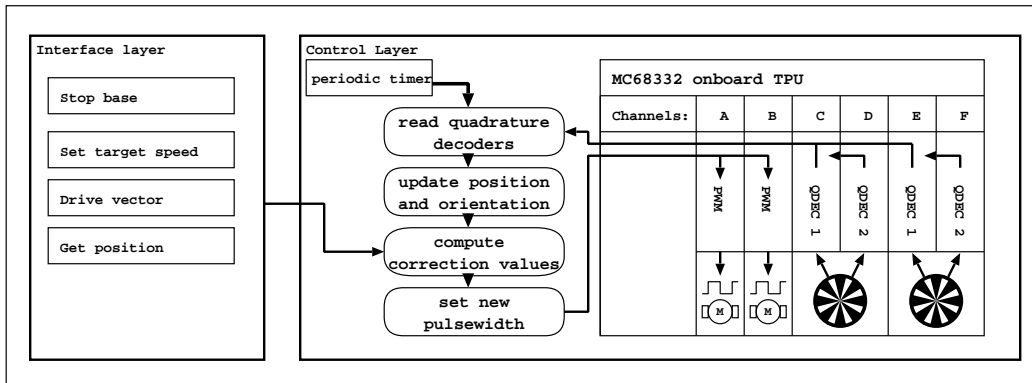 Interface layer
Stop base
Set target speed
Drive vector
Get position
Control Layer
periodic timer
read quadrature
decoders
update position
and orientation
compute
correction values
set new
pulsewidth
MC68332 onboard TPU
Channels: A B C D E F
PWM
PWM
QDEC 1
QDEC 2
QDEC 1
QDEC 2
M
M